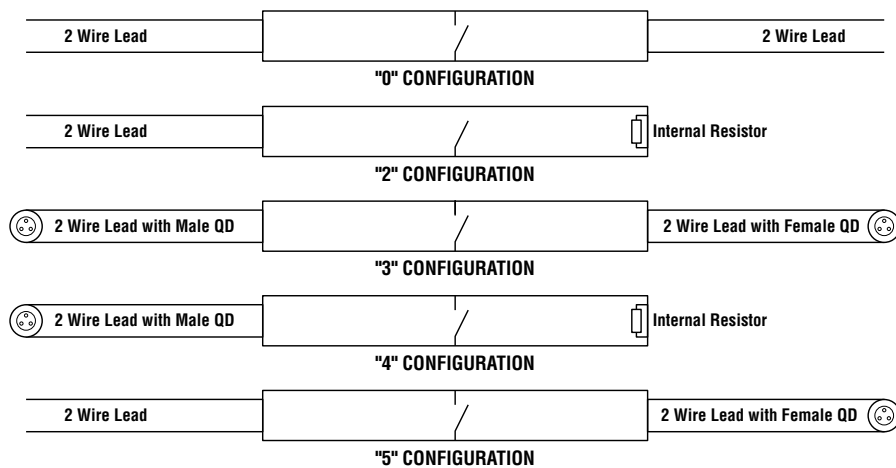 2 Wire Lead 2 Wire Lead
"0" CONFIGURATION
2 Wire Lead Internal Resistor
"2" CONFIGURATION
2 Wire Lead with Male QD 2 Wire Lead with Female QD
"3" CONFIGURATION
2 Wire Lead with Male QD Internal Resistor
"4" CONFIGURATION
2 Wire Lead 2 Wire Lead with Female QD
"5" CONFIGURATION